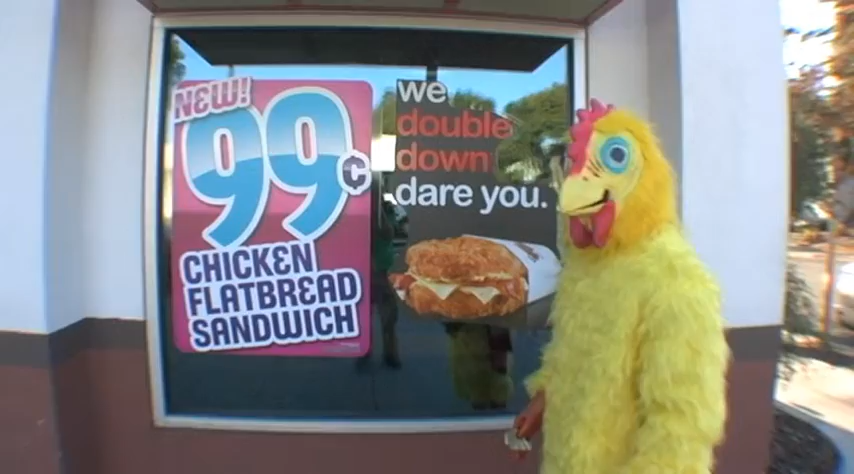 NEW!
99¢
CHICKEN
FLATBREAD
SANDWICH
we
double
down
dare you.